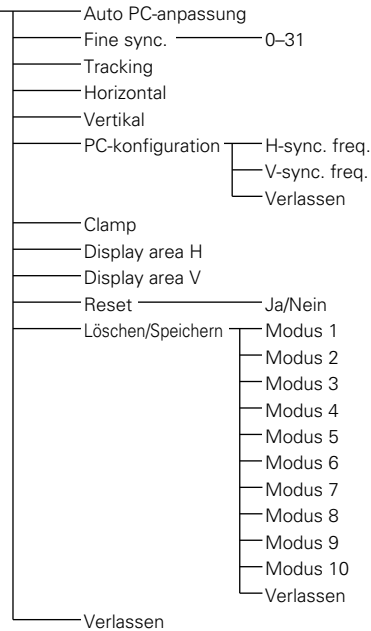 Auto PC-anpassung
Fine sync. 0–31
Tracking
Horizontal
Vertikal
PC-konfiguration H-sync. freq.
V-sync. freq.
Verlassen
Clamp
Display area H
Display area V
Reset Ja/Nein
Löschen/Speichern Modus 1
Modus 2
Modus 3
Modus 4
Modus 5
Modus 6
Modus 7
Modus 8
Modus 9
Modus 10
Verlassen
Verlassen